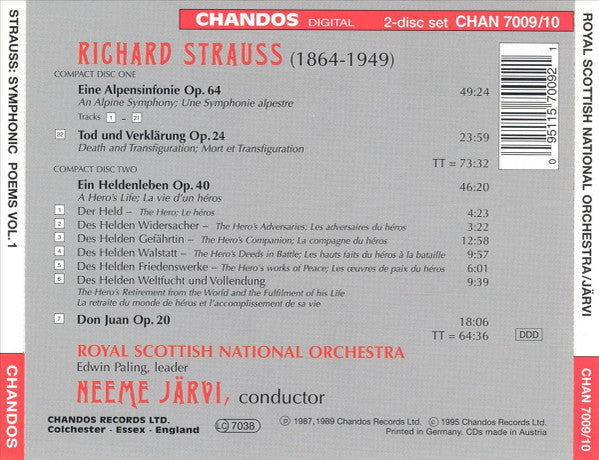 CHANDOS DIGITAL 2-disc set CHAN 7009/10
RICHARD STRAUSS (1864-1949)
COMPACT DISC ONE
Eine Alpensinfonie Op. 64 49:24
An Alpine Symphony; Une Symphonie alpestre
Tracks 1 - 21
22 Tod und Verklärung Op. 24 23:59
Death and Transfiguration; Mort et Transfiguration
TT = 73:32
COMPACT DISC TWO
Ein Heldenleben Op. 40 46:20
A Hero's Life; La vie d'un héros
1 Der Held – The Hero; Le héros 4:23
2 Des Helden Widersacher – The Hero's Adversaries; Les adversaires du héros 3:22
3 Des Helden Gefährtin – The Hero's Companion; La compagne du héros 12:58
4 Des Helden Walstatt – The Hero's Deeds in Battle; Les hauts faits du héros à la bataille 9:57
5 Des Helden Friedenswerke – The Hero's works of Peace; Les œuvres de paix du héros 6:01
6 Des Helden Weltflucht und Vollendung 9:39
The Hero's Retirement from the World and the Fulfilment of his Life
La retraite du monde de héros et l'accomplissement de sa vie
7 Don Juan Op. 20 18:06
TT = 64:36 DDD
ROYAL SCOTTISH NATIONAL ORCHESTRA
Edwin Paling, leader
NEEME JÄRVI, conductor
CHANDOS RECORDS LTD.
Colchester - Essex - England
LC 7038
℗ 1987, 1989 Chandos Records Ltd. © 1995 Chandos Records Ltd.
Printed in Germany. CDs made in Austria
STRAUSS: SYMPHONIC POEMS VOL.1
CHANDOS
ROYAL SCOTTISH NATIONAL ORCHESTRA/JÄRVI
CHAN 7009/10
0 95115 70092 1